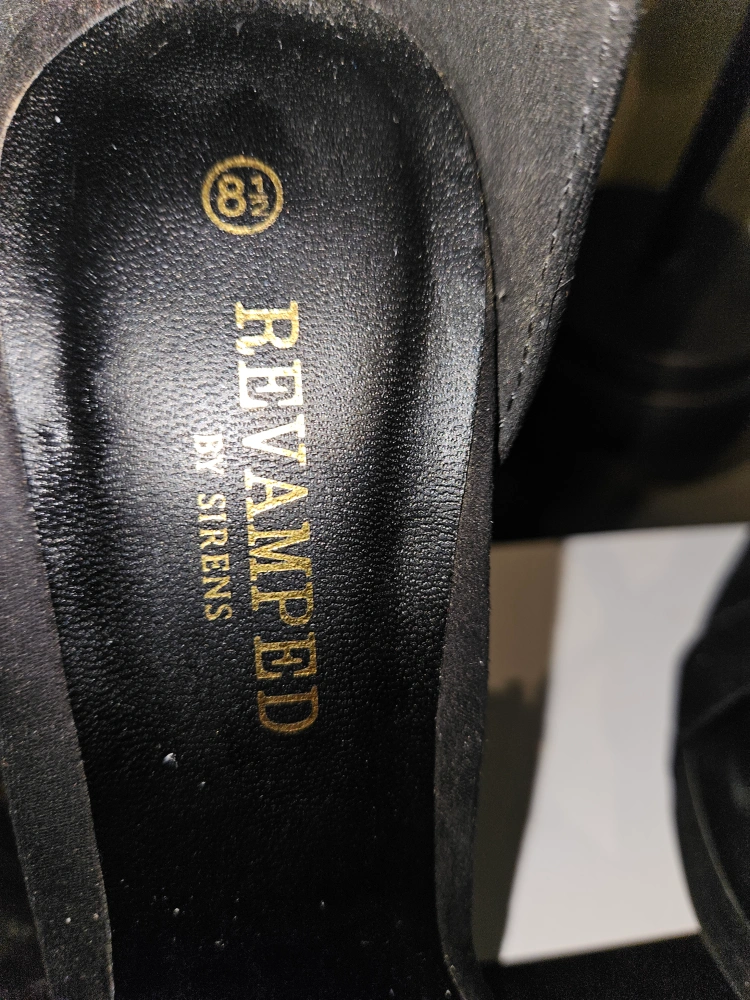 8½
REVAMPED
BY SIRENS